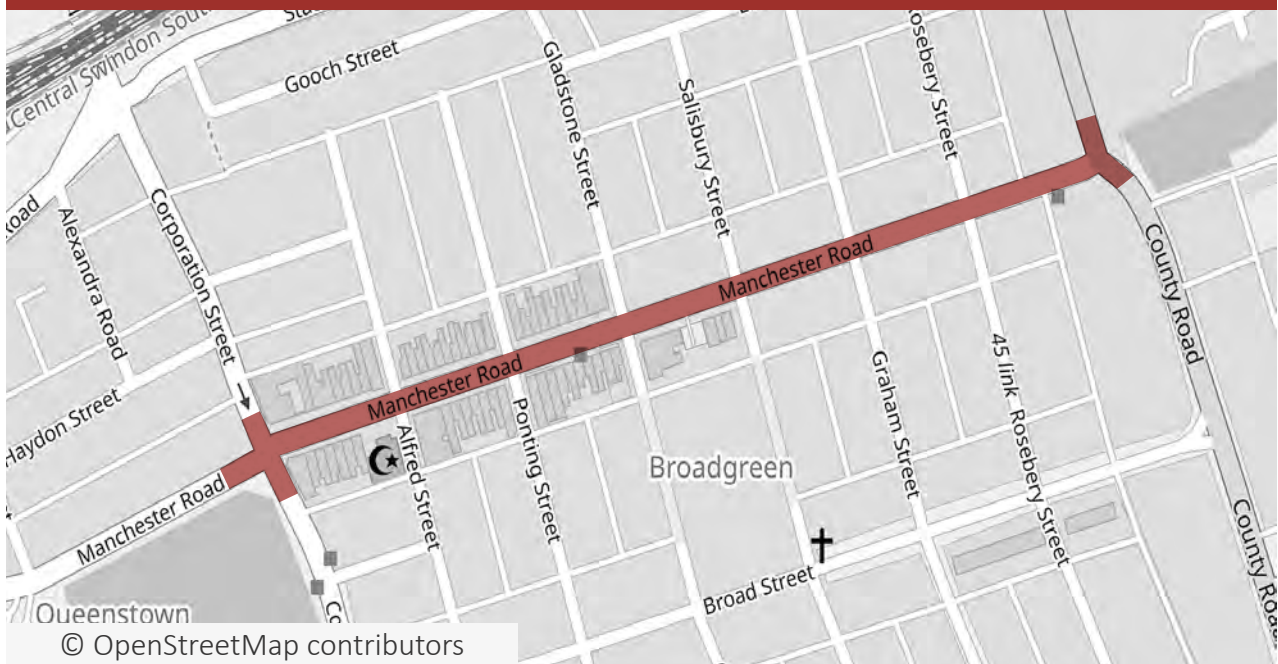 Sta
Central Swindon South
Gooch Street
Gladstone Street
Salisbury Street
Rosebery Street
Road
Alexandra Road
Corporation Street
Manchester Road
County Road
Manchester Road
Haydon Street
Alfred Street
Ponting Street
Graham Street
45 link Rosebery Street
Broadgreen
Manchester Road
Broad Street
County Road
Queenstown
Co
© OpenStreetMap contributors